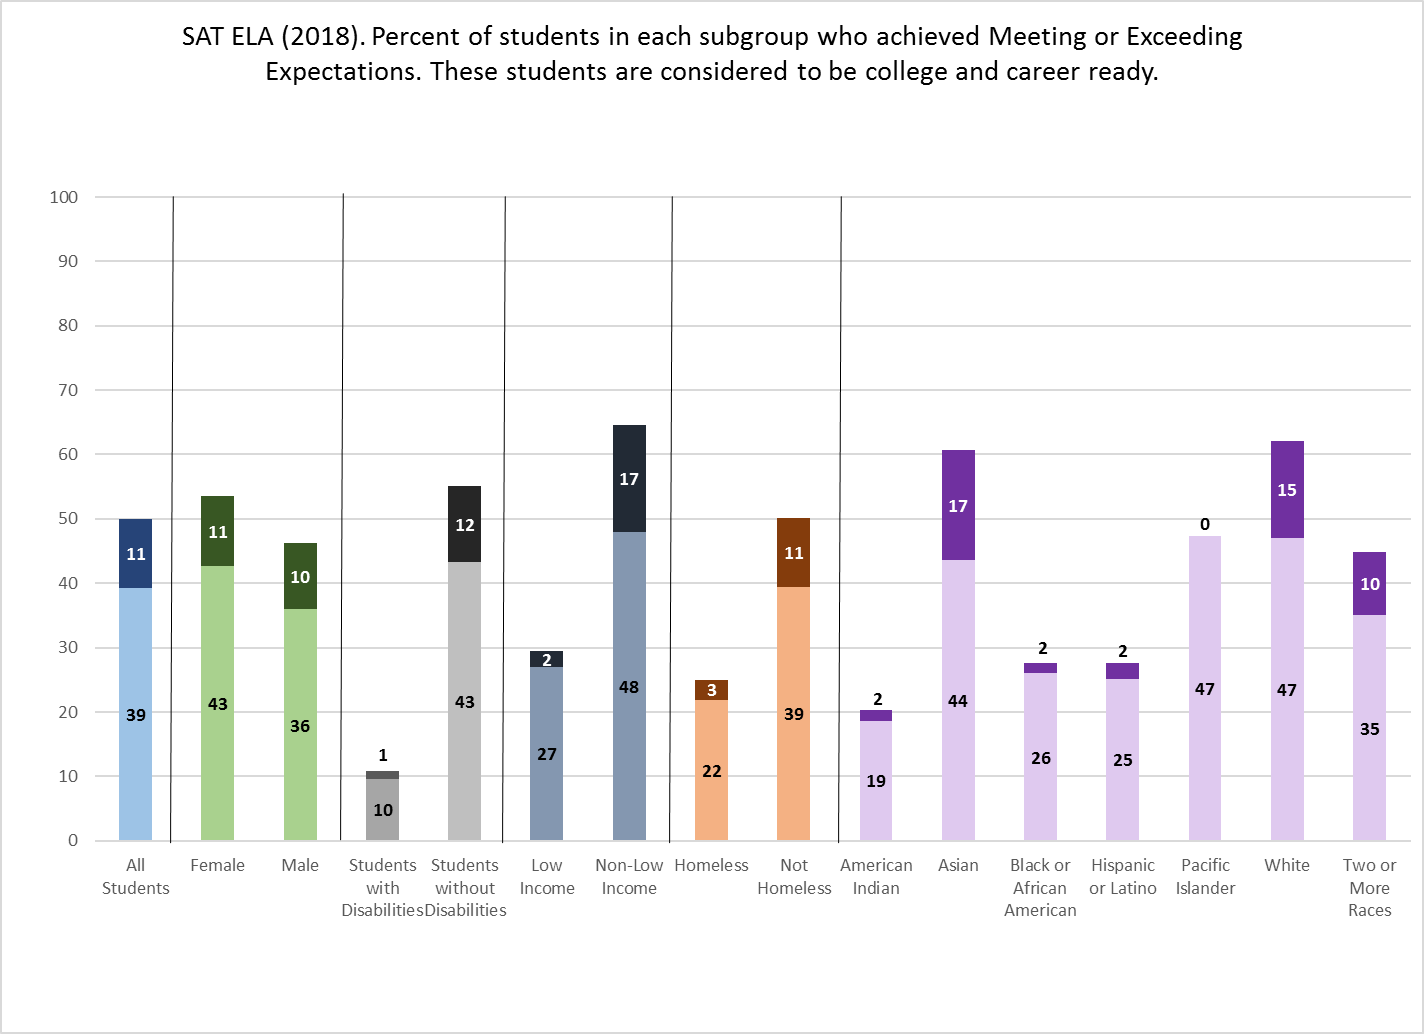 SAT ELA (2018). Percent of students in each subgroup who achieved Meeting or Exceeding
Expectations. These students are considered to be college and career ready.
100
90
80
70
60
50
40
30
20
10
0
11
39
11
43
10
36
1
10
12
43
2
27
17
48
3
22
11
39
2
19
17
44
2
26
2
25
0
47
15
47
10
35
All
Students
Female
Male
Students
with
Disabilities
Students
without
Disabilities
Low
Income
Non-Low
Income
Homeless
Not
Homeless
American
Indian
Asian
Black or
African
American
Hispanic
or Latino
Pacific
Islander
White
Two or
More
Races